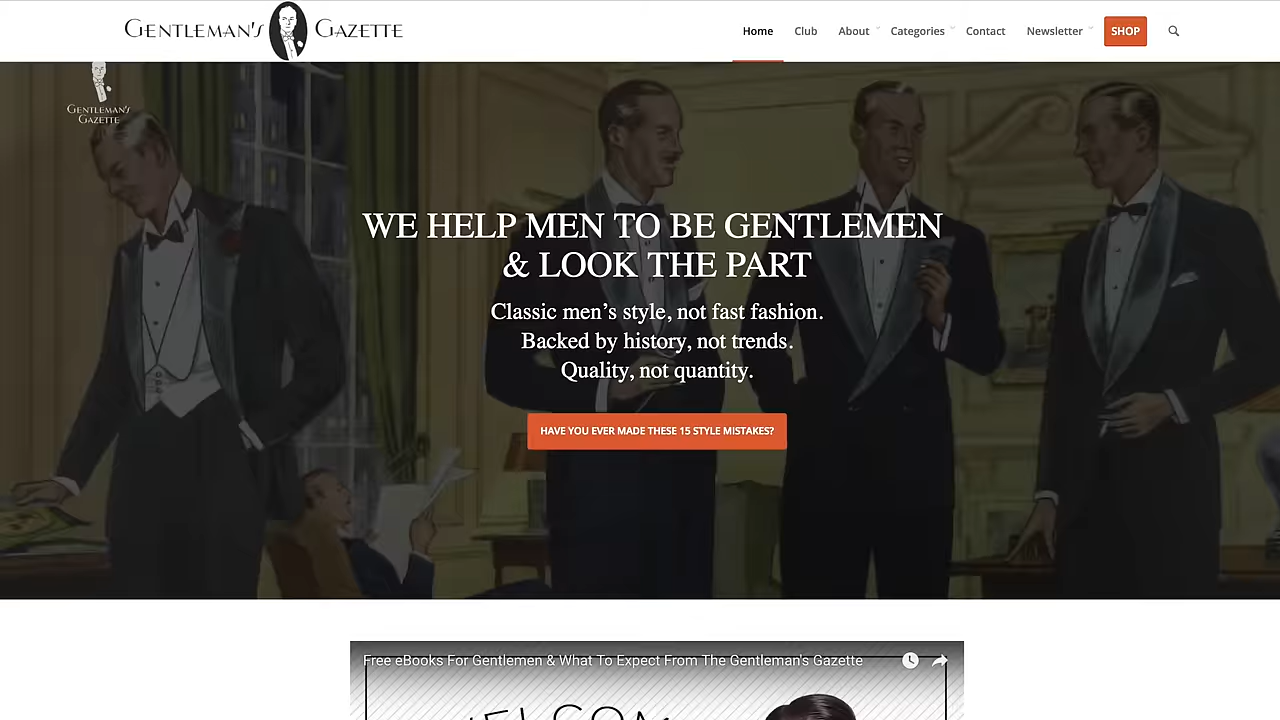 GENTLEMAN'S GAZETTE
Home Club About Categories Contact Newsletter SHOP
GENTLEMAN'S
GAZETTE
WE HELP MEN TO BE GENTLEMEN
& LOOK THE PART
Classic men's style, not fast fashion.
Backed by history, not trends.
Quality, not quantity.
HAVE YOU EVER MADE THESE 15 STYLE MISTAKES?
Free eBooks For Gentlemen & What To Expect From The Gentleman's Gazette